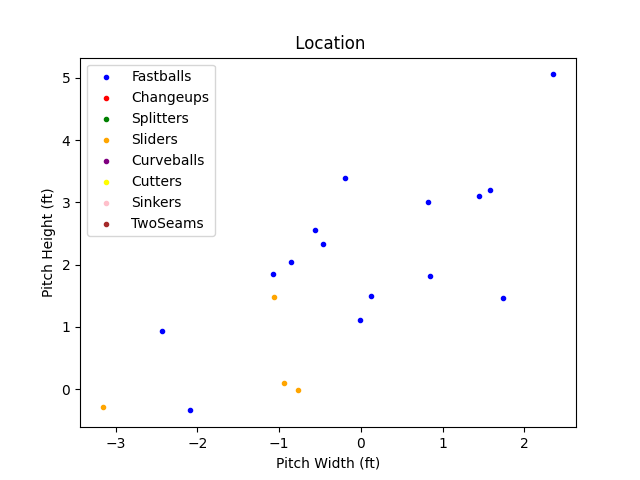 Location
Fastballs
Changeups
Splitters
Sliders
Curveballs
Cutters
Sinkers
TwoSeams
Pitch Height (ft)
5
4
3
2
1
0
−3
−2
−1
0
1
2
Pitch Width (ft)